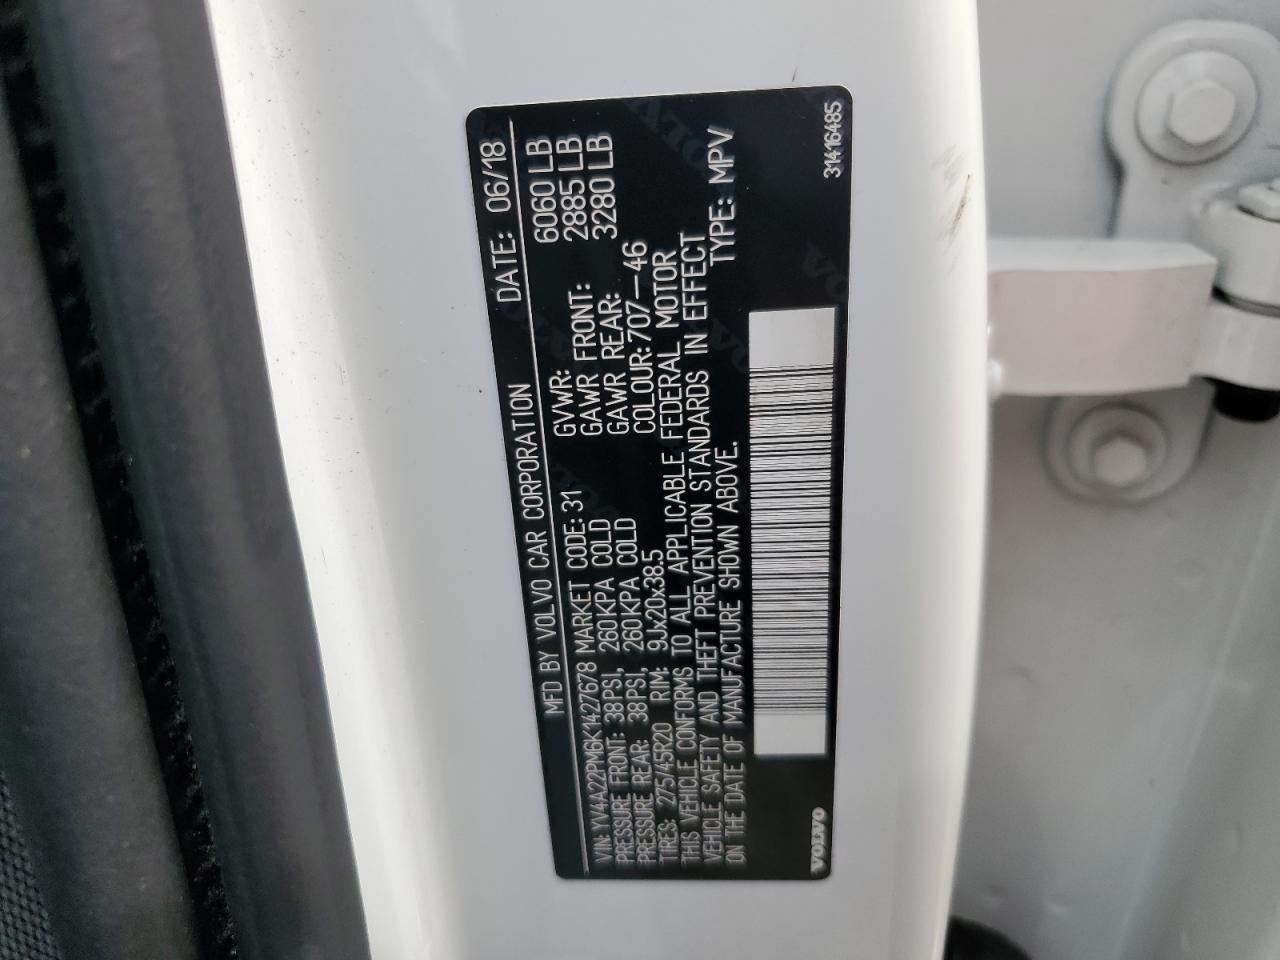 MFD BY VOLVO CAR CORPORATION DATE: 06/18
VIN: YV4A22PM6K1427678 MARKET CODE: 31 GVWR: 6060 LB
PRESSURE FRONT: 38PSI, 260KPA COLD GAWR FRONT: 2885 LB
PRESSURE REAR: 38PSI, 260KPA COLD GAWR REAR: 3280 LB
TIRES: 275/45R20 RIM: 9Jx20x38.5 COLOUR: 707-46
THIS VEHICLE CONFORMS TO ALL APPLICABLE FEDERAL MOTOR
VEHICLE SAFETY AND THEFT PREVENTION STANDARDS IN EFFECT
ON THE DATE OF MANUFACTURE SHOWN ABOVE. TYPE: MPV
VOLVO 31416485